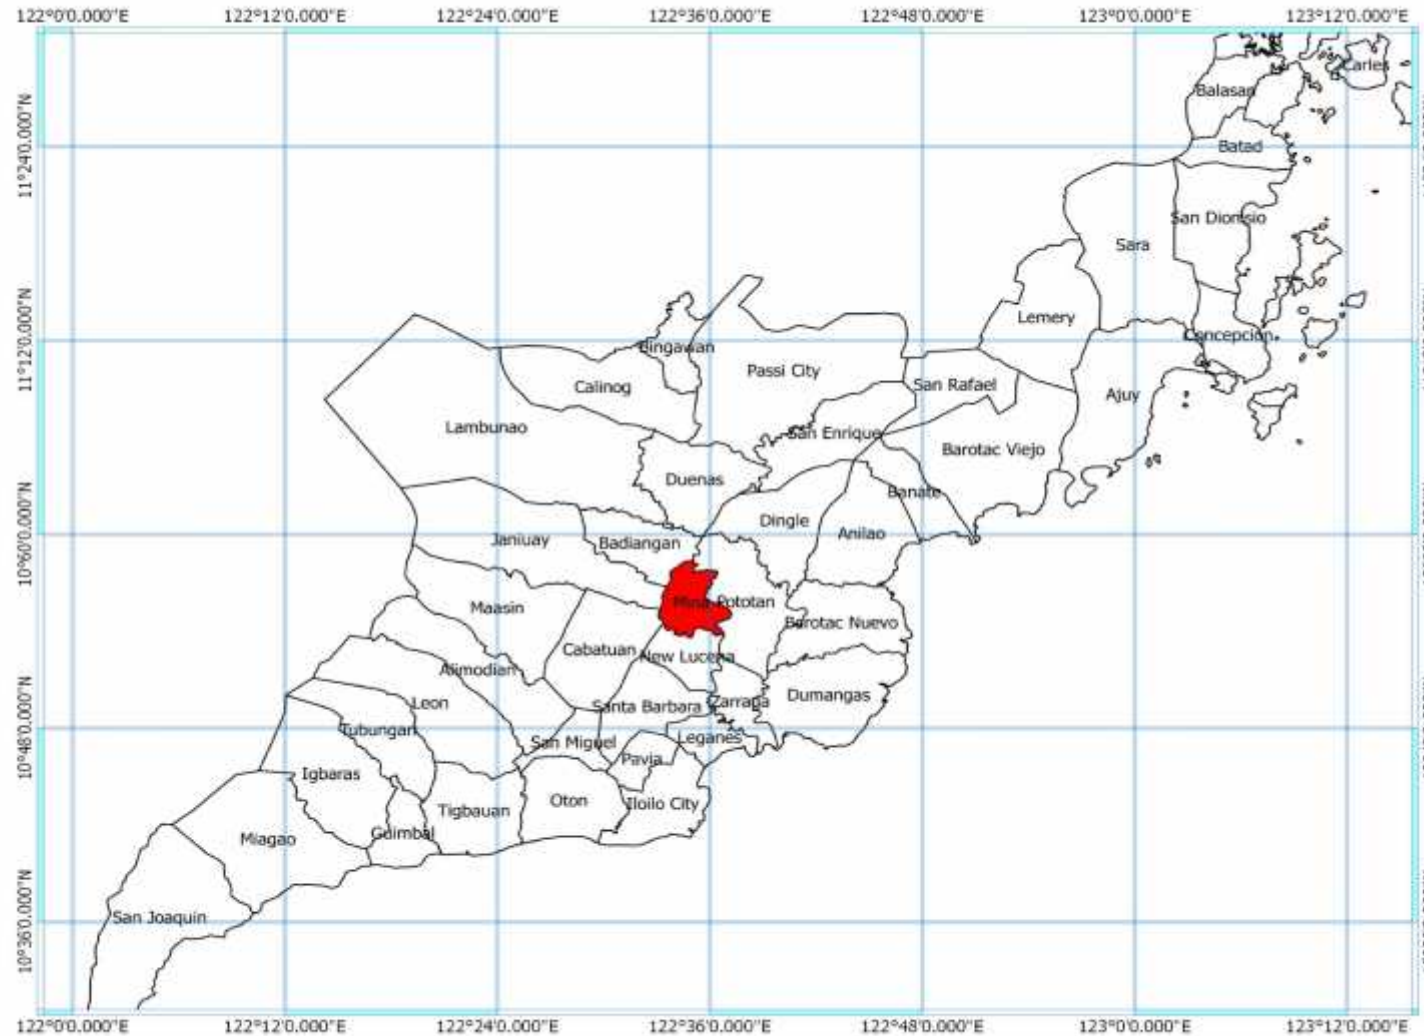 122°0'0.000"E 122°12'0.000"E 122°24'0.000"E 122°36'0.000"E 122°48'0.000"E 123°0'0.000"E 123°12'0.000"E
Carles
Balasan
11°24'0.000"N
Batad
San Dionisio
Sara
Lemery
11°12'0.000"N
Concepcion
Bingawan
Passi City
Calinog
San Rafael
Ajuy
Lambunao
San Enrique
Barotac Viejo
Duenas
Banate
10°60'0.000"N
Dingle
Anilao
Janiuay
Badiangan
Maasin
Mina
Pototan
Barotac Nuevo
Cabatuan
New Lucena
Alimodian
Leon
Santa Barbara
Zarraga
Dumangas
10°48'0.000"N
Tubungan
San Miguel
Leganes
Pavia
Igbaras
Oton
Iloilo City
Tigbauan
Guimbal
Miagao
10°36'0.000"N
San Joaquin
122°0'0.000"E 122°12'0.000"E 122°24'0.000"E 122°36'0.000"E 122°48'0.000"E 123°0'0.000"E 123°12'0.000"E